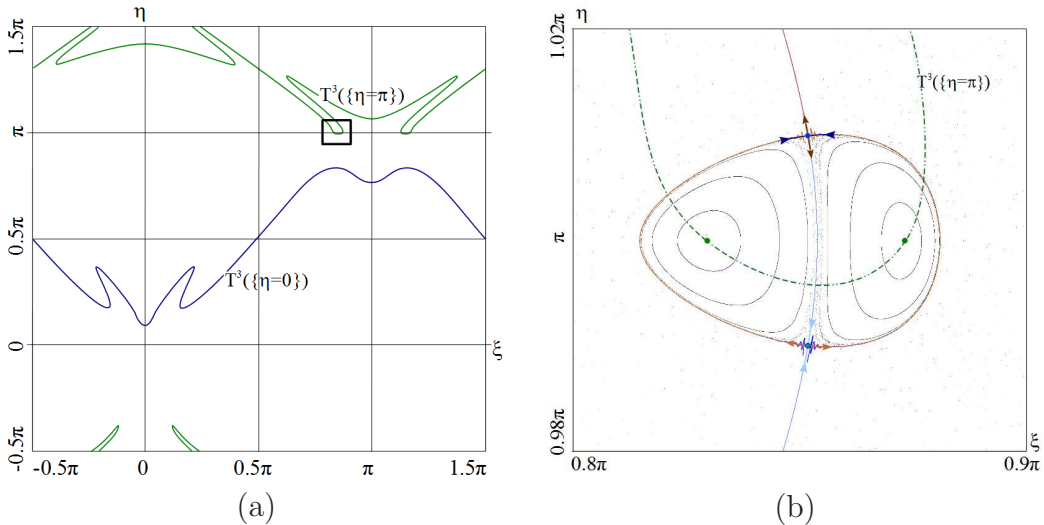 η
1.5π
π
0.5π
0
-0.5π
-0.5π
0
0.5π
π
1.5π
ξ
T³({η=π})
T³({η=0})
(a)
η
1.02π
π
0.98π
0.8π
0.9π
ξ
T³({η=π})
(b)